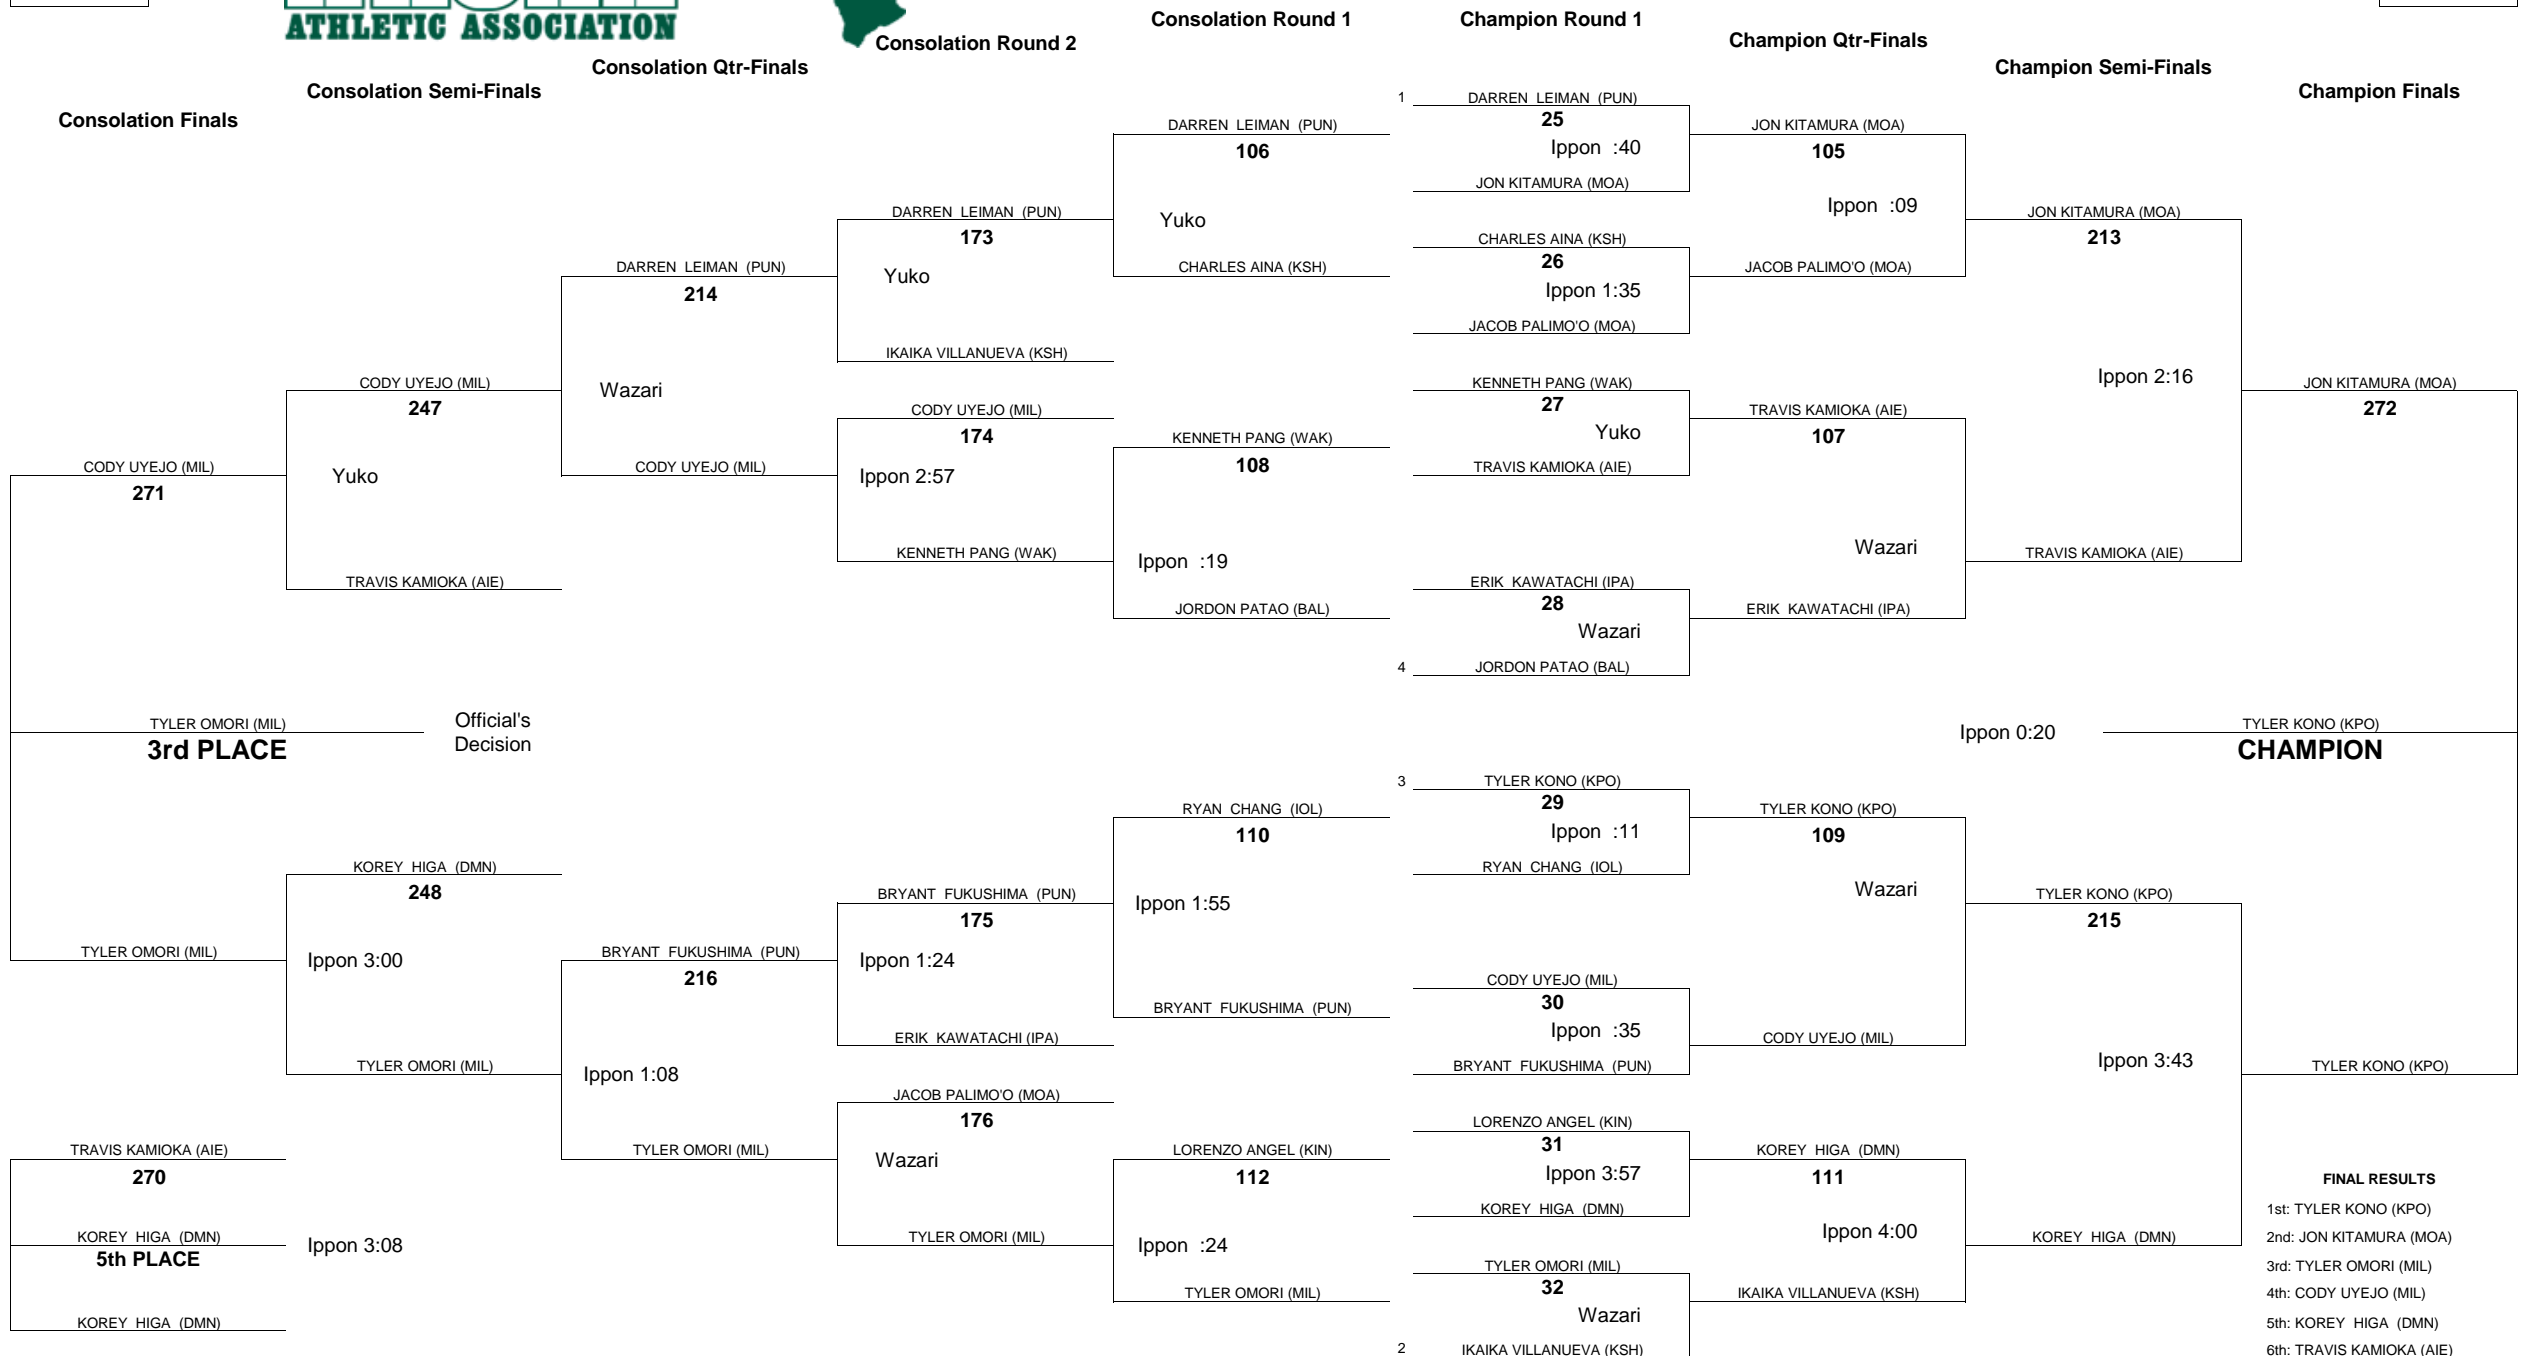 ATHLETIC ASSOCIATION
Consolation Round 1
Champion Round 1
Consolation Round 2
Champion Qtr-Finals
Consolation Qtr-Finals
Champion Semi-Finals
Consolation Semi-Finals
Champion Finals
Consolation Finals
CODY UYEJO (MIL)
271
TYLER OMORI (MIL)
3rd PLACE
Official's
Decision
TYLER OMORI (MIL)
TRAVIS KAMIOKA (AIE)
270
KOREY HIGA (DMN)
5th PLACE
Ippon 3:08
KOREY HIGA (DMN)
CODY UYEJO (MIL)
247
Yuko
TRAVIS KAMIOKA (AIE)
KOREY HIGA (DMN)
248
Ippon 3:00
TYLER OMORI (MIL)
DARREN LEIMAN (PUN)
214
Wazari
CODY UYEJO (MIL)
BRYANT FUKUSHIMA (PUN)
216
Ippon 1:08
TYLER OMORI (MIL)
DARREN LEIMAN (PUN)
173
Yuko
IKAIKA VILLANUEVA (KSH)
CODY UYEJO (MIL)
174
Ippon 2:57
KENNETH PANG (WAK)
BRYANT FUKUSHIMA (PUN)
175
Ippon 1:24
ERIK KAWATACHI (IPA)
JACOB PALIMO'O (MOA)
176
Wazari
TYLER OMORI (MIL)
DARREN LEIMAN (PUN)
106
Yuko
CHARLES AINA (KSH)
KENNETH PANG (WAK)
108
Ippon :19
JORDON PATAO (BAL)
RYAN CHANG (IOL)
110
Ippon 1:55
BRYANT FUKUSHIMA (PUN)
LORENZO ANGEL (KIN)
112
Ippon :24
TYLER OMORI (MIL)
1 DARREN LEIMAN (PUN)
25
Ippon :40
JON KITAMURA (MOA)
CHARLES AINA (KSH)
26
Ippon 1:35
JACOB PALIMO'O (MOA)
KENNETH PANG (WAK)
27
Yuko
TRAVIS KAMIOKA (AIE)
ERIK KAWATACHI (IPA)
28
Wazari
4 JORDON PATAO (BAL)
3 TYLER KONO (KPO)
29
Ippon :11
RYAN CHANG (IOL)
CODY UYEJO (MIL)
30
Ippon :35
BRYANT FUKUSHIMA (PUN)
LORENZO ANGEL (KIN)
31
Ippon 3:57
KOREY HIGA (DMN)
TYLER OMORI (MIL)
32
Wazari
2 IKAIKA VILLANUEVA (KSH)
JON KITAMURA (MOA)
105
Ippon :09
JACOB PALIMO'O (MOA)
TRAVIS KAMIOKA (AIE)
107
Wazari
ERIK KAWATACHI (IPA)
TYLER KONO (KPO)
109
Wazari
CODY UYEJO (MIL)
KOREY HIGA (DMN)
111
Ippon 4:00
IKAIKA VILLANUEVA (KSH)
JON KITAMURA (MOA)
213
Ippon 2:16
TRAVIS KAMIOKA (AIE)
TYLER KONO (KPO)
215
Ippon 3:43
KOREY HIGA (DMN)
JON KITAMURA (MOA)
272
Ippon 0:20
TYLER KONO (KPO)
CHAMPION
TYLER KONO (KPO)
FINAL RESULTS
1st: TYLER KONO (KPO)
2nd: JON KITAMURA (MOA)
3rd: TYLER OMORI (MIL)
4th: CODY UYEJO (MIL)
5th: KOREY HIGA (DMN)
6th: TRAVIS KAMIOKA (AIE)